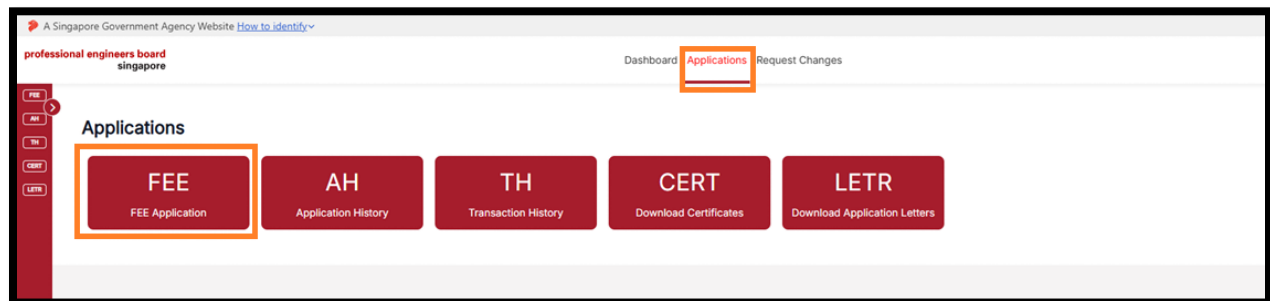 A Singapore Government Agency Website How to identify
professional engineers board
singapore
Dashboard Applications Request Changes
FEE
AH
TH
CERT
LETR
Applications
FEE
FEE Application
AH
Application History
TH
Transaction History
CERT
Download Certificates
LETR
Download Application Letters